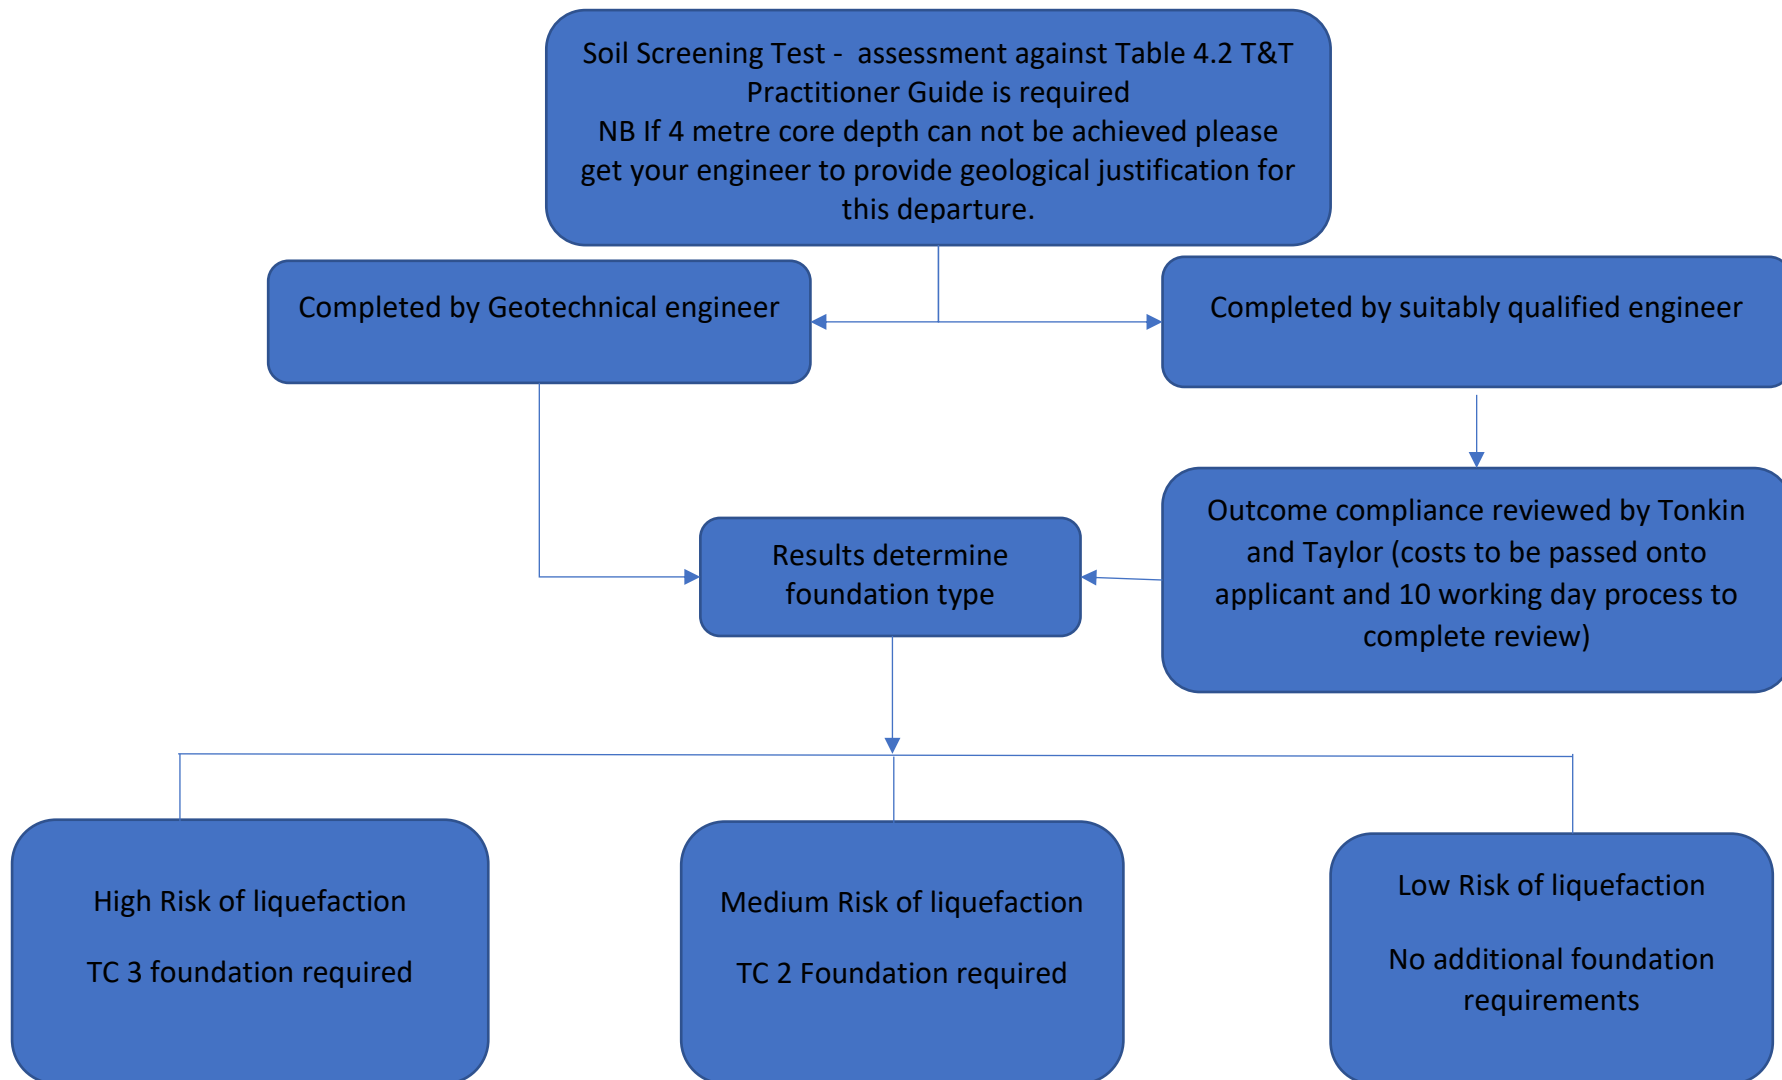 Soil Screening Test -  assessment against Table 4.2 T&T
Practitioner Guide is required
NB If 4 metre core depth can not be achieved please
get your engineer to provide geological justification for
this departure.
Completed by Geotechnical engineer
Completed by suitably qualified engineer
Outcome compliance reviewed by Tonkin
and Taylor (costs to be passed onto
applicant and 10 working day process to
complete review)
Results determine
foundation type
High Risk of liquefaction
TC 3 foundation required
Medium Risk of liquefaction
TC 2 Foundation required
Low Risk of liquefaction
No additional foundation
requirements